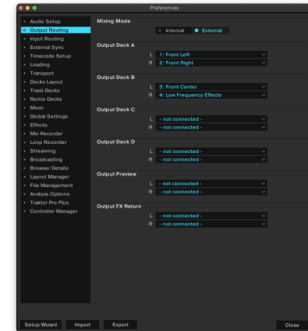 Preferences
Audio Setup
Output Routing
Input Routing
External Sync
Timecode Setup
Loading
Transport
Decks Layout
Track Decks
Remix Decks
Mixer
Global Settings
Effects
Mix Recorder
Loop Recorder
Streaming
Broadcasting
Browser Details
Layout Manager
File Management
Analyze Options
Traktor Pro Plus
Controller Manager
Mixing Mode
Internal External
Output Deck A
L 1: Front Left
R 2: Front Right
Output Deck B
L 3: Front Center
R 4: Low Frequency Effects
Output Deck C
L - not connected -
R - not connected -
Output Deck D
L - not connected -
R - not connected -
Output Preview
L - not connected -
R - not connected -
Output FX Return
L - not connected -
R - not connected -
Setup Wizard Import Export Close